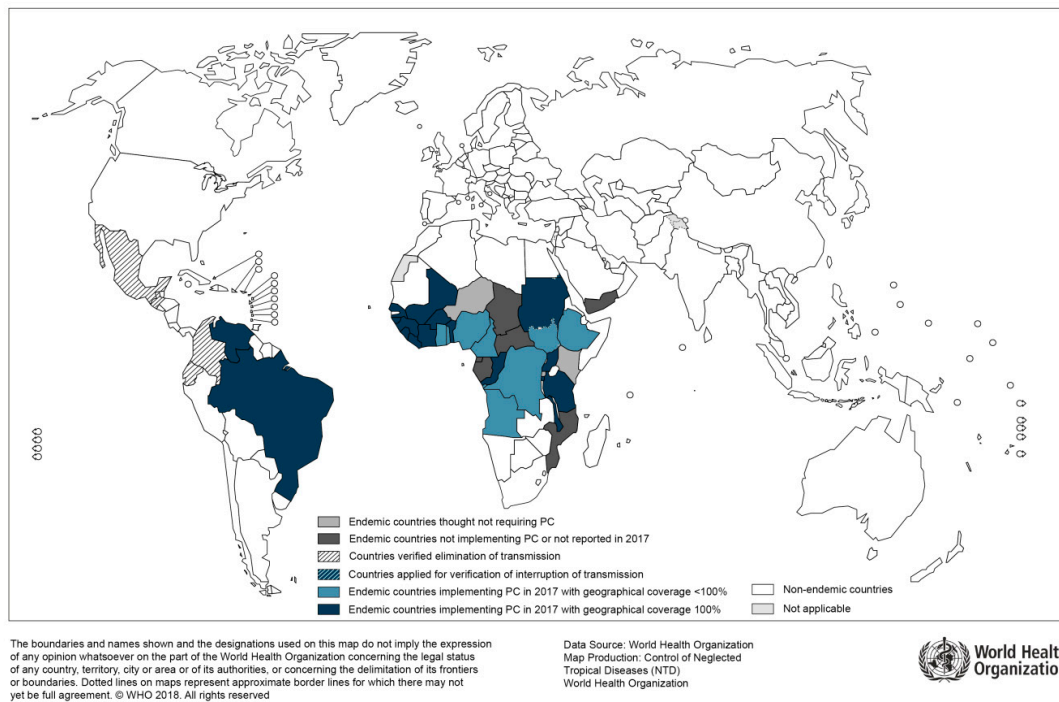 Endemic countries thought not requiring PC
Endemic countries not implementing PC or not reported in 2017
Countries verified elimination of transmission
Countries applied for verification of interruption of transmission
Endemic countries implementing PC in 2017 with geographical coverage <100%
Endemic countries implementing PC in 2017 with geographical coverage 100%
Non-endemic countries
Not applicable
The boundaries and names shown and the designations used on this map do not imply the expression
of any opinion whatsoever on the part of the World Health Organization concerning the legal status
of any country, territory, city or area or of its authorities, or concerning the delimitation of its frontiers
or boundaries. Dotted lines on maps represent approximate border lines for which there may not
yet be full agreement. © WHO 2018. All rights reserved
Data Source: World Health Organization
Map Production: Control of Neglected
Tropical Diseases (NTD)
World Health Organization
World Healt
Organizatio